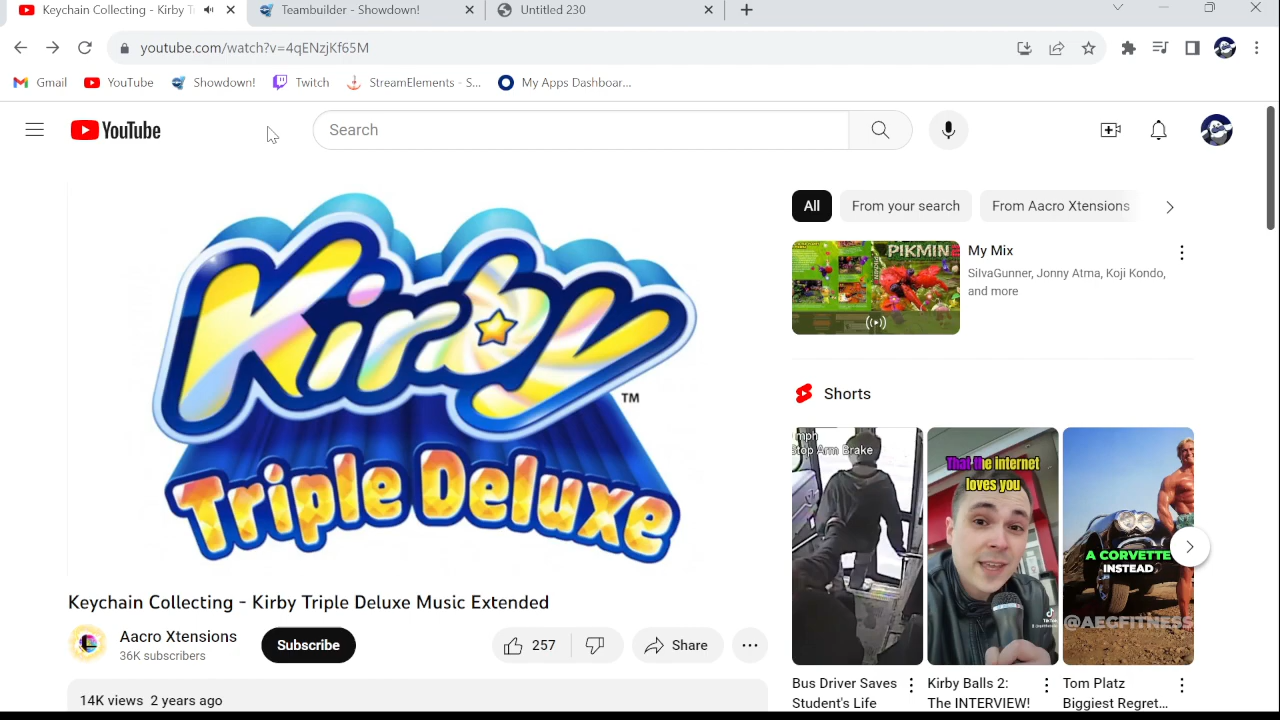 Keychain Collecting - Kirby Tr
Teambuilder - Showdown!
Untitled 230
youtube.com/watch?v=4qENzjKf65M
Gmail
YouTube
Showdown!
Twitch
StreamElements - S...
My Apps Dashboar...
YouTube
Search
Kirby
TM
Triple Deluxe
All
From your search
From Aacro Xtensions
PIKMIN
My Mix
SilvaGunner, Jonny Atma, Koji Kondo,
and more
Shorts
mph
Stop Arm Brake
That the internet
loves you
TikTok
A CORVETTE
INSTEAD
@AEGFITNESS
Keychain Collecting - Kirby Triple Deluxe Music Extended
Aacro Xtensions
36K subscribers
Subscribe
257
Share
14K views 2 years ago
Bus Driver Saves
Student's Life
Kirby Balls 2:
The INTERVIEW!
Tom Platz
Biggest Regret...